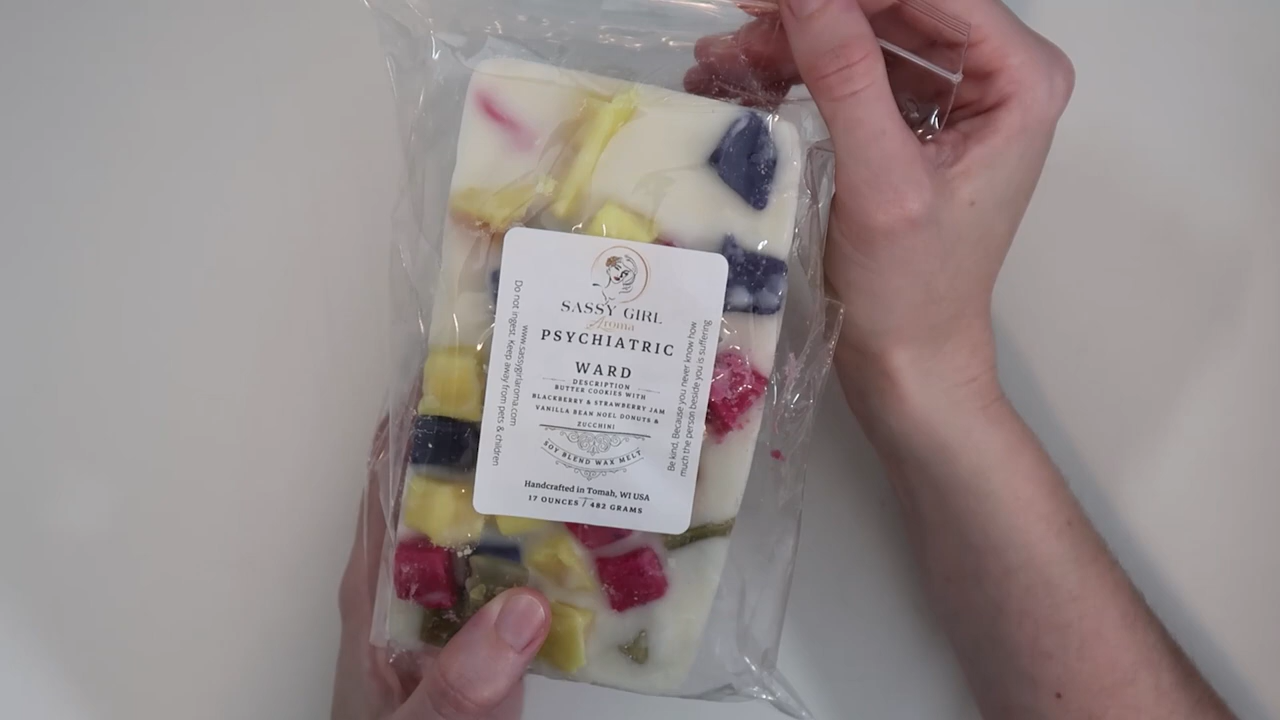 SASSY GIRL
Aroma
PSYCHIATRIC
WARD
DESCRIPTION
BUTTER COOKIES WITH
BLACKBERRY & STRAWBERRY JAM
VANILLA BEAN NOEL DONUTS &
ZUCCHINI
SOY BLEND WAX MELT
Handcrafted in Tomah, WI USA
17 OUNCES / 482 GRAMS
www.sassygirlaroma.com
Do not ingest. Keep away from pets & children
Be kind, Because you never know how
much the person beside you is suffering